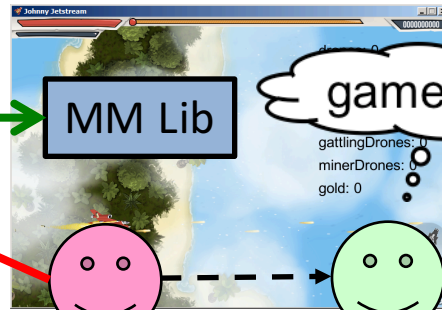 Johnny Jetstream
0000000000
drones: 0
MM Lib
game
gattlingDrones: 0
minerDrones: 0
gold: 0